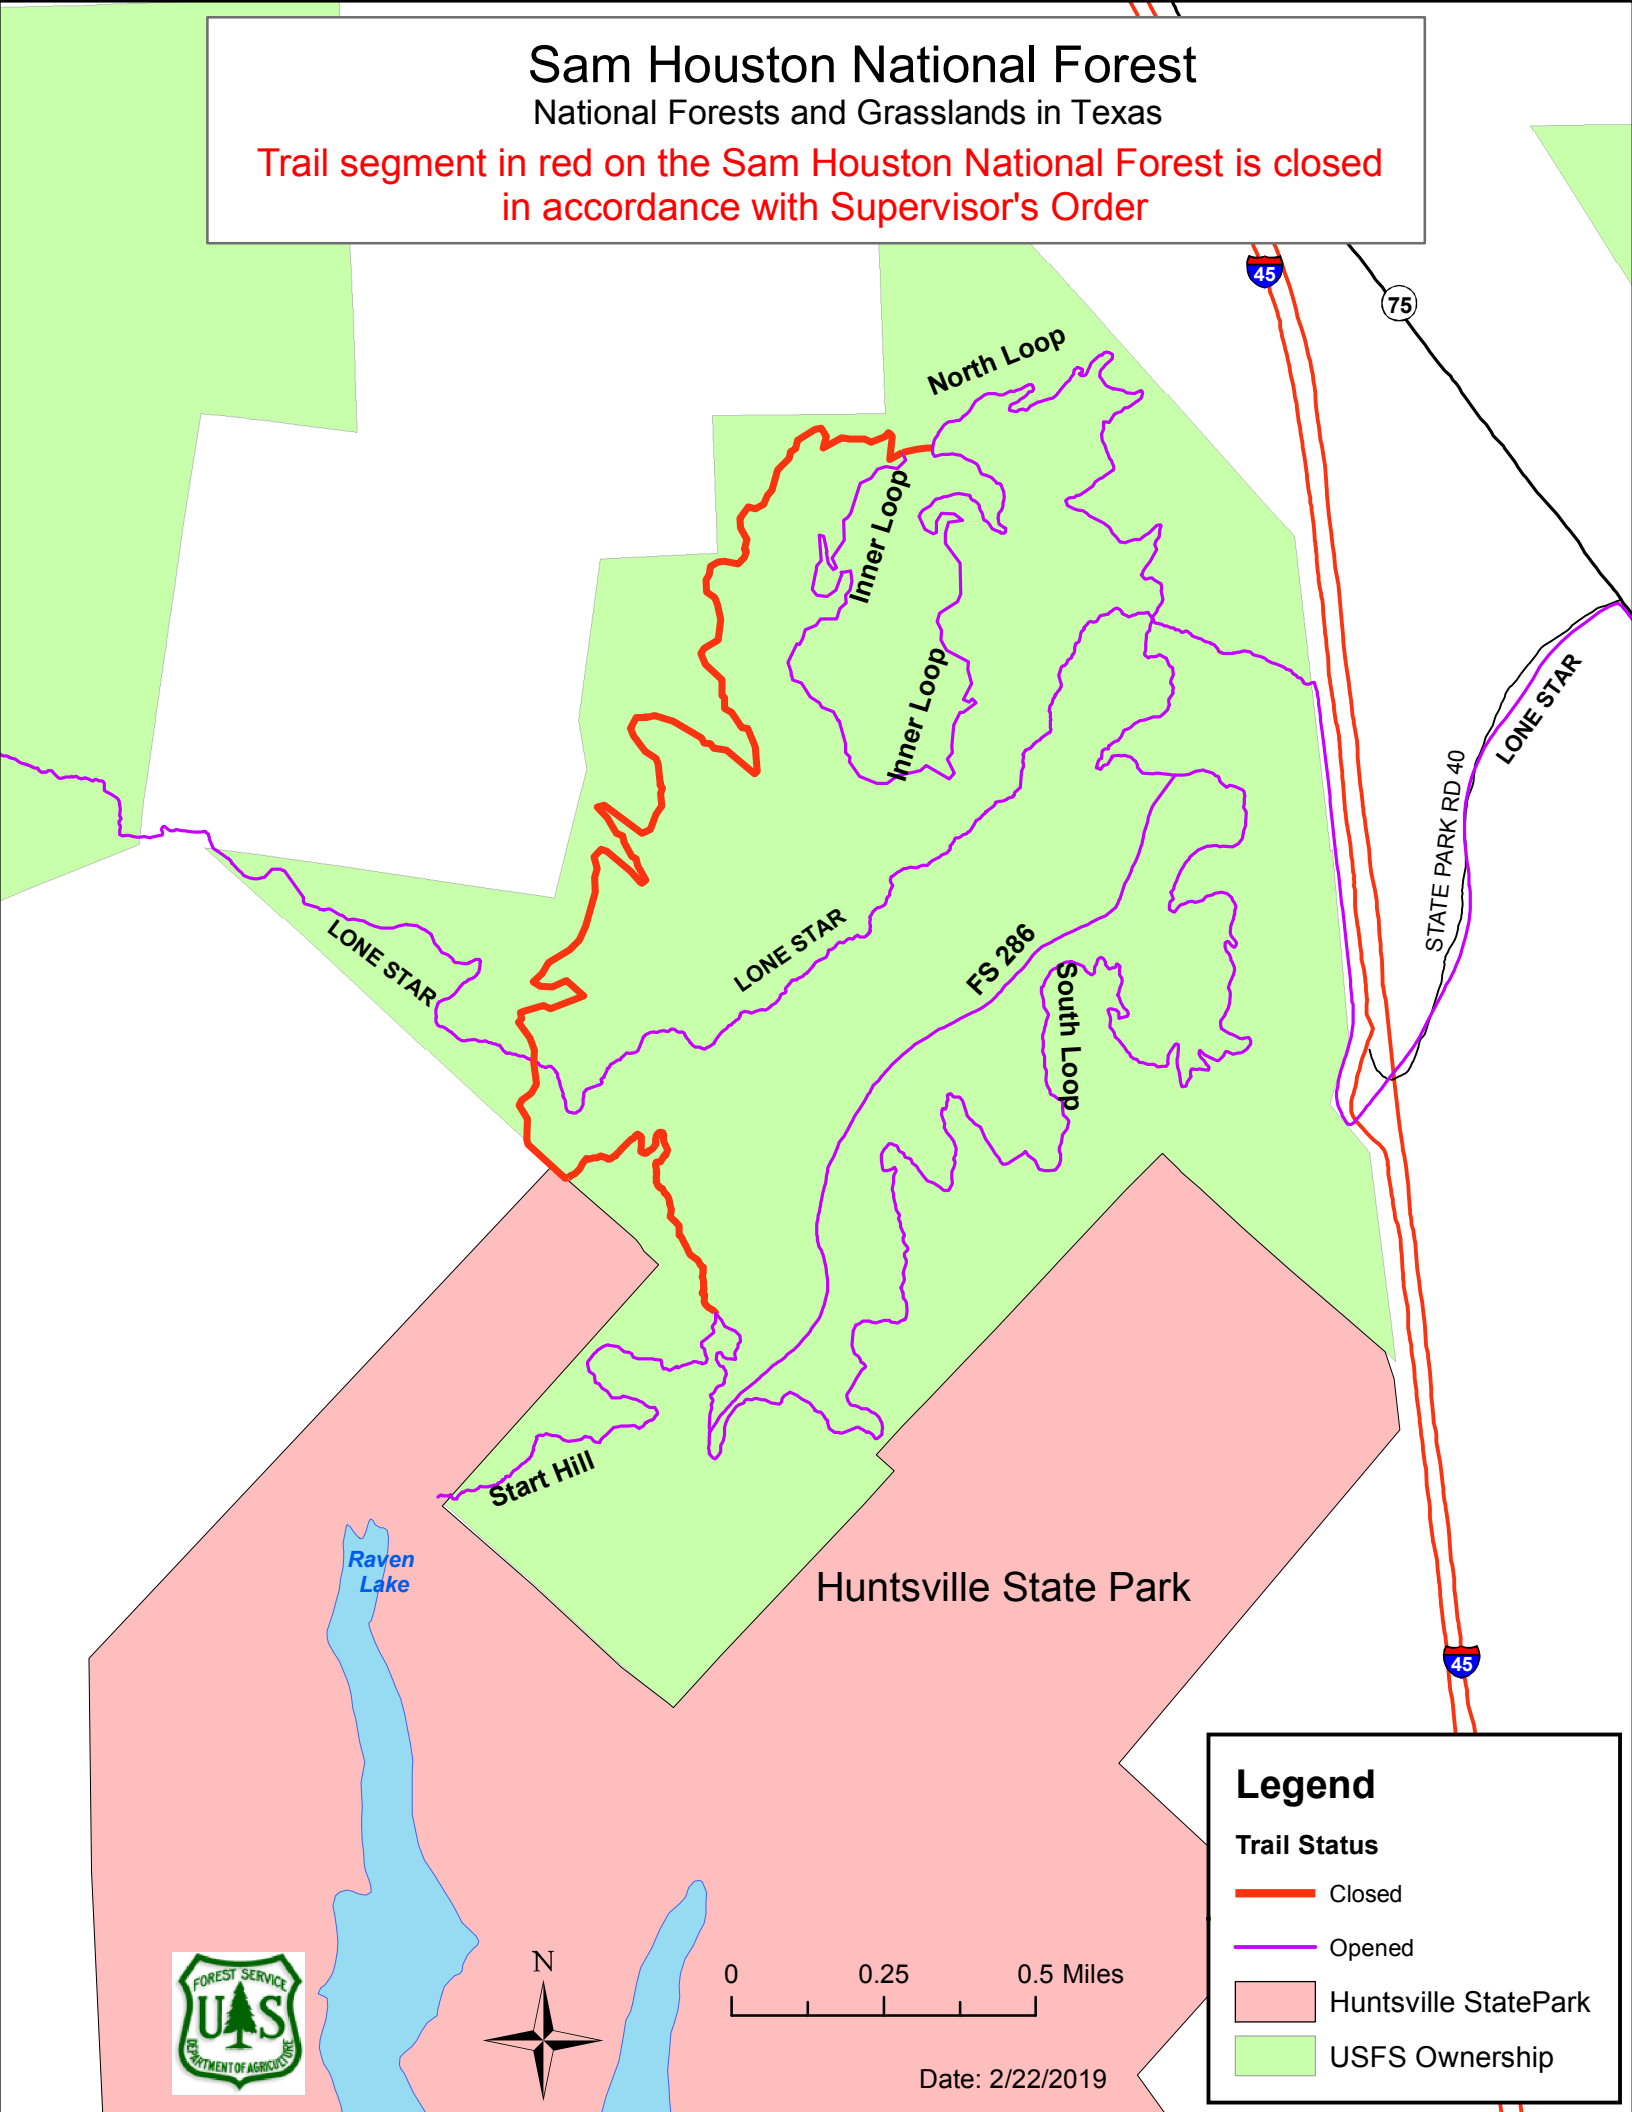 Sam Houston National Forest
National Forests and Grasslands in Texas
Trail segment in red on the Sam Houston National Forest is closed
in accordance with Supervisor's Order
45
75
North Loop
Inner Loop
Inner Loop
LONE STAR
STATE PARK RD 40
LONE STAR
LONE STAR
FS 286
South Loop
Start Hill
Raven
Lake
Huntsville State Park
45
Legend
Trail Status
Closed
Opened
Huntsville StatePark
USFS Ownership
FOREST SERVICE
U S
DEPARTMENT OF AGRICULTURE
N
0 0.25 0.5 Miles
Date: 2/22/2019